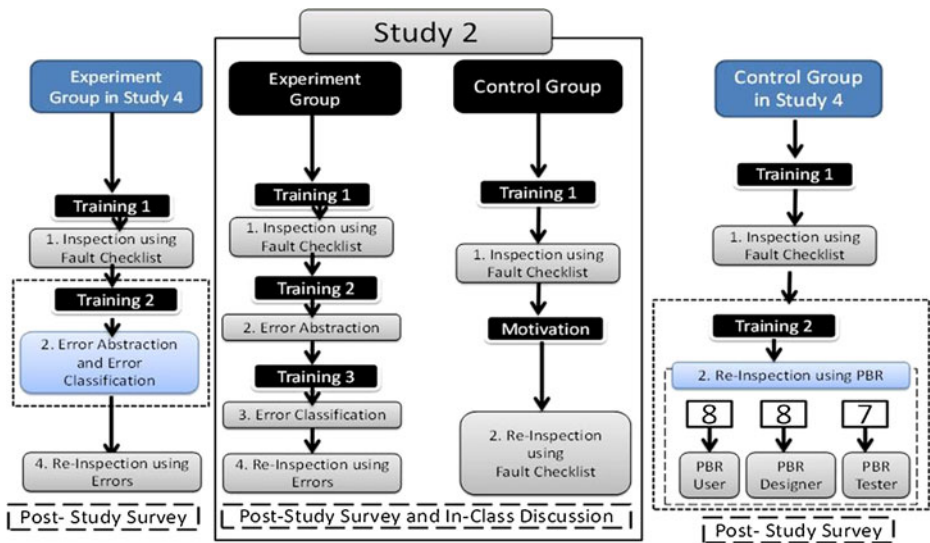 Study 2
Experiment
Group in Study 4
Training 1
1. Inspection using
Fault Checklist
Training 2
2. Error Abstraction
and Error
Classification
4. Re-Inspection using
Errors
Post- Study Survey
Experiment
Group
Training 1
1. Inspection using
Fault Checklist
Training 2
2. Error Abstraction
Training 3
3. Error Classification
4. Re-Inspection using
Errors
Control Group
Training 1
1. Inspection using
Fault Checklist
Motivation
2. Re-Inspection
using
Fault Checklist
Post-Study Survey and In-Class Discussion
Control Group
in Study 4
Training 1
1. Inspection using
Fault Checklist
Training 2
2. Re-Inspection using PBR
8
8
7
PBR
User
PBR
Designer
PBR
Tester
Post- Study Survey